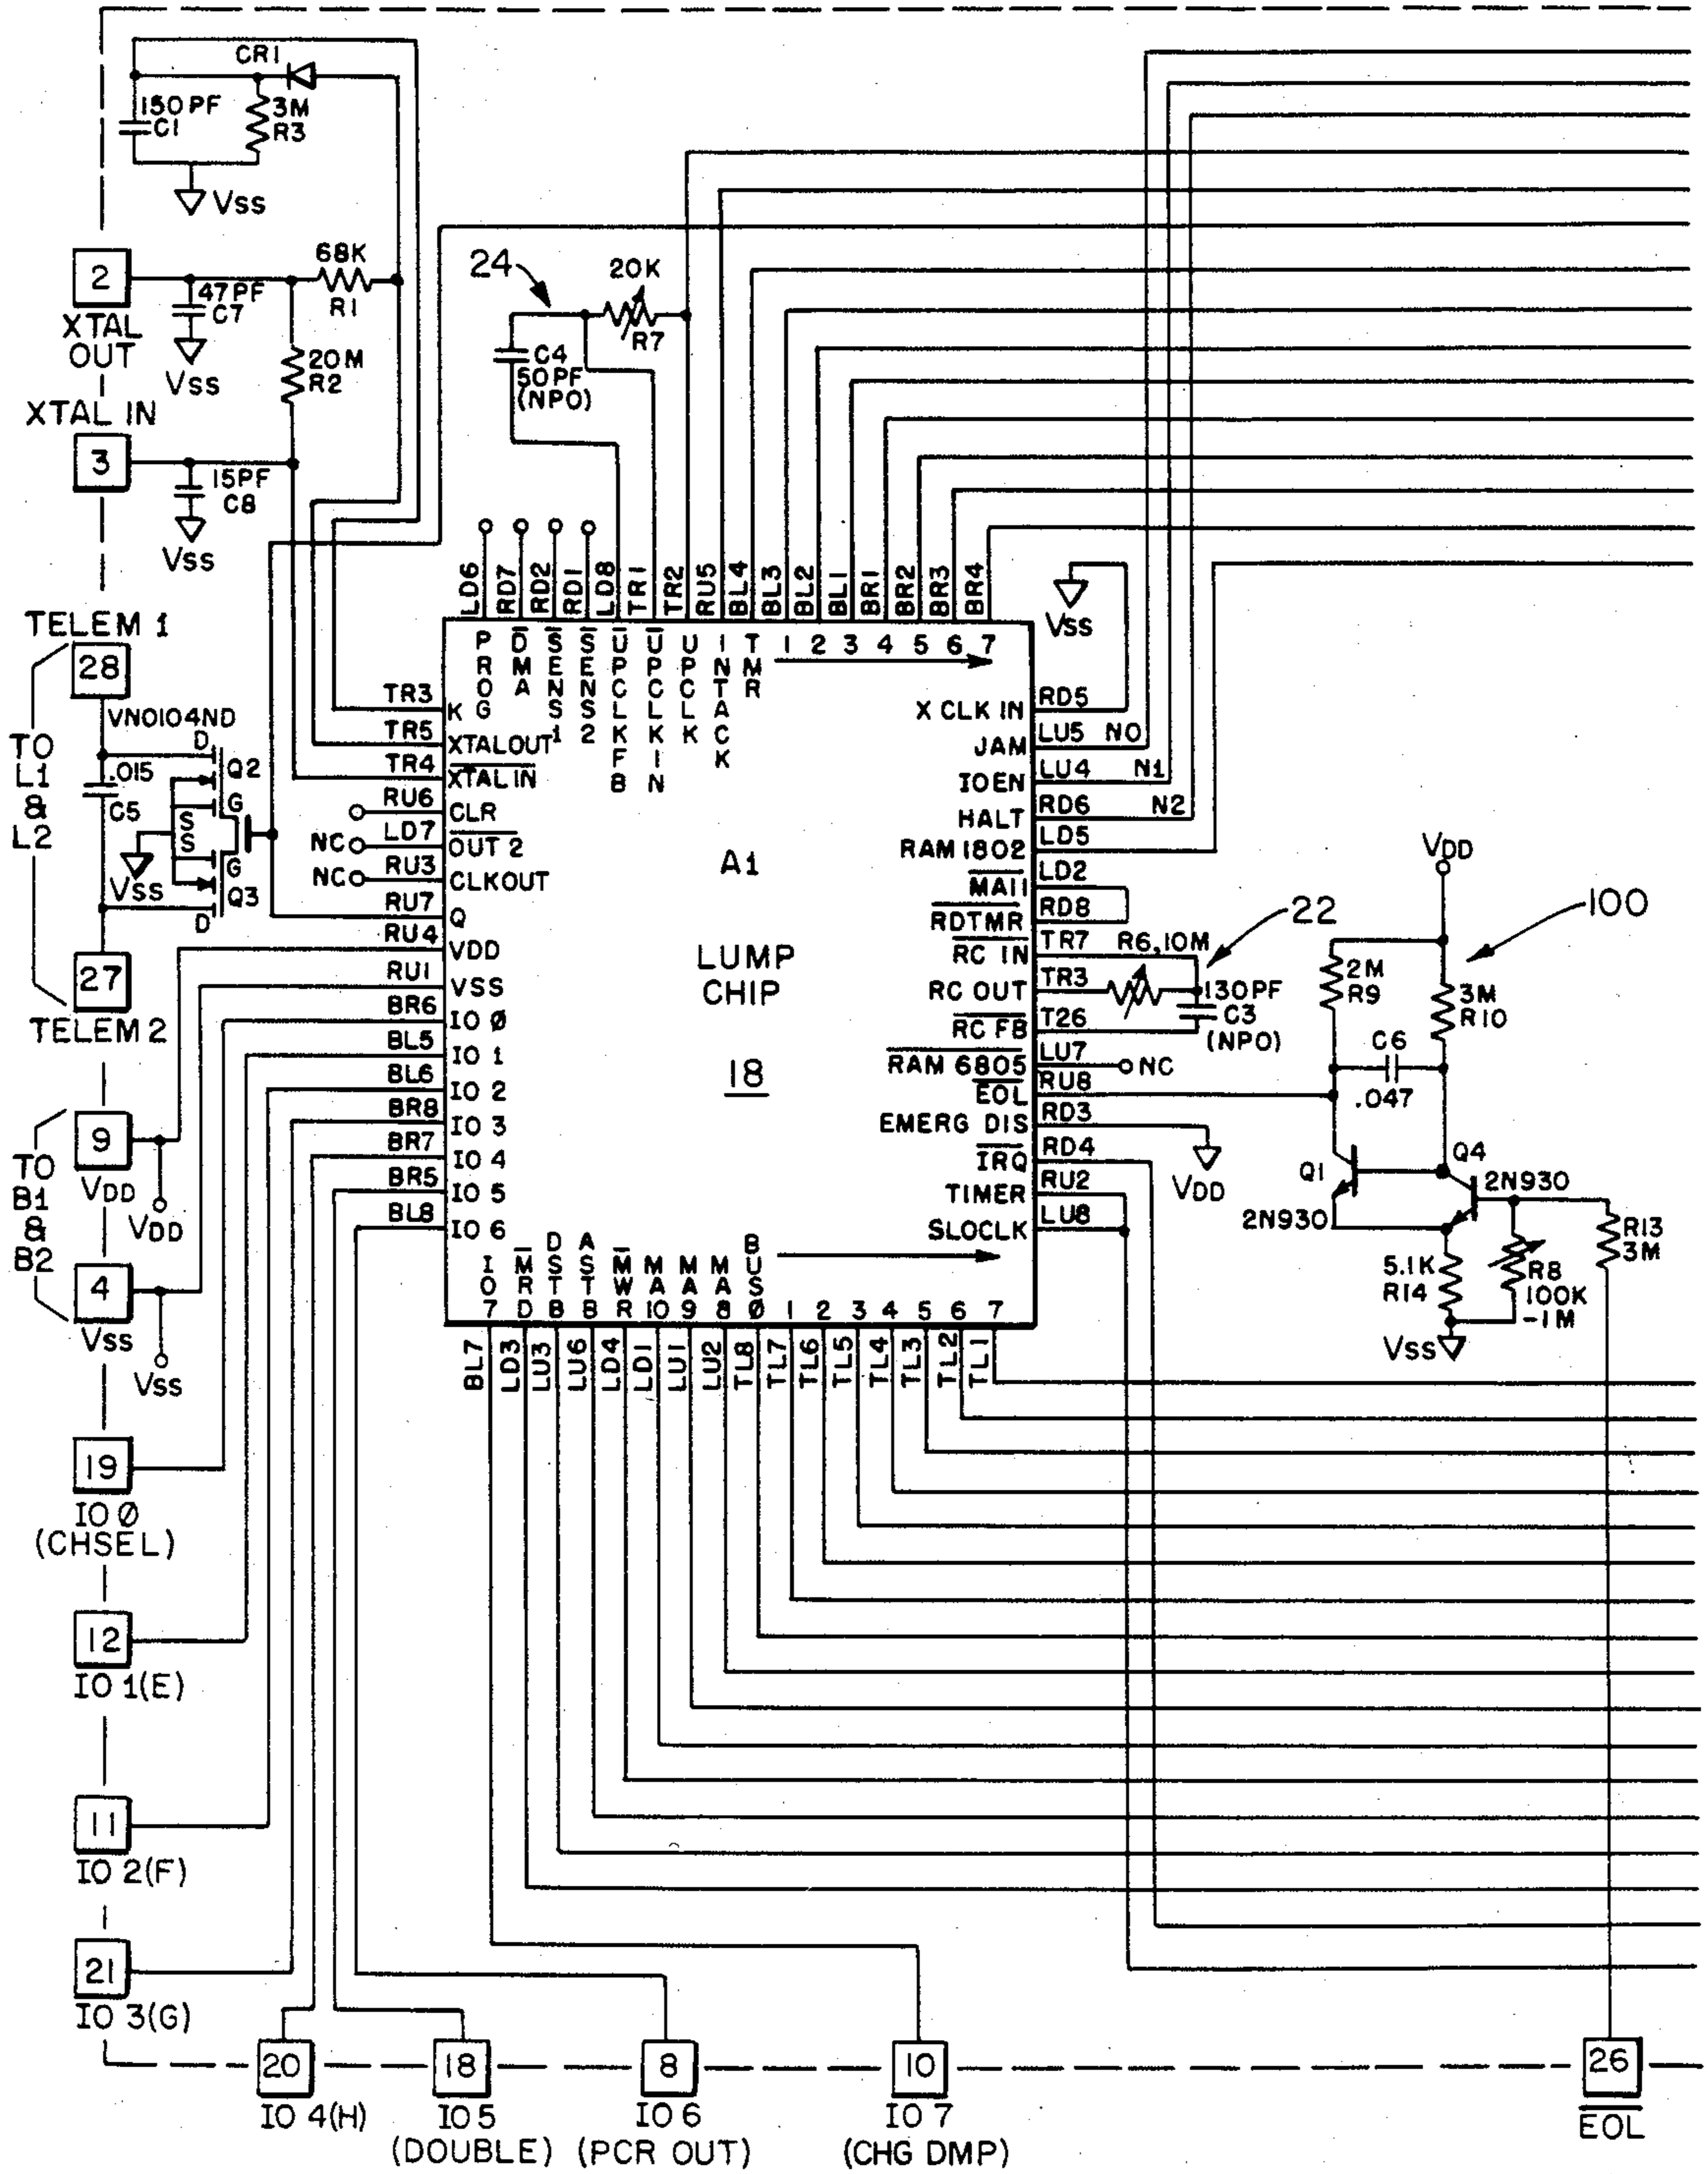 CR1
150 PF
C1
3M
R3
VSS
68K
R1
2
47PF
C7
XTAL
OUT
VSS
20M
R2
XTAL IN
3
15PF
C8
VSS
24
20K
R7
C4
50PF
(NPO)
TELEM 1
28
VN0104ND
D
Q2
G
.015
C5
S
S
VSS
G
Q3
D
TO
L1
&
L2
27
TELEM 2
LD6
RD7
RD2
RD1
LD8
TR1
TR2
RU5
BL4
BL3
BL2
BL1
BR1
BR2
BR3
BR4
PROG
DMA
SENS 1
SENS 2
UPCLKFB
UPCLKIN
UPCLK
INTACK
TMR
1 2 3 4 5 6 7
VSS
TR3 K
TR5 XTALOUT
TR4 XTAL IN
RU6 CLR
NC LD7 OUT 2
NC RU3 CLKOUT
RU7 Q
RU4 VDD
RU1 VSS
BR6 IO Ø
BL5 IO 1
BL6 IO 2
BR8 IO 3
BR7 IO 4
BR5 IO 5
BL8 IO 6
A1
LUMP
CHIP
18
X CLK IN RD5
JAM LU5 N0
IOEN LU4 N1
HALT RD6 N2
RAM 1802 LD5
MA11 LD2
RDTMR RD8
RC IN TR7
RC OUT TR3
RC FB T26
RAM 6805 LU7 NC
EOL RU8
EMERG DIS RD3
IRQ RD4
TIMER RU2
SLOCLK LU8
R6,10M
22
130PF
C3
(NPO)
VDD
VDD
100
2M
R9
3M
R10
C6
.047
Q1
2N930
Q4
2N930
5.1K
R14
R8
100K
-1M
R13
3M
VSS
TO
B1
&
B2
9
VDD
VDD
4
VSS
VSS
IO7
MRD
DSTB
ASTB
MWR
MA10
MA9
MA8
BUSØ
1 2 3 4 5 6 7
BL7
LD3
LU3
LU6
LD4
LD1
LU1
LU2
TL8
TL7
TL6
TL5
TL4
TL3
TL2
TL1
19
IO Ø
(CHSEL)
12
IO 1(E)
11
IO 2(F)
21
IO 3(G)
20
IO 4(H)
18
IO 5
(DOUBLE)
8
IO 6
(PCR OUT)
10
IO 7
(CHG DMP)
26
EOL